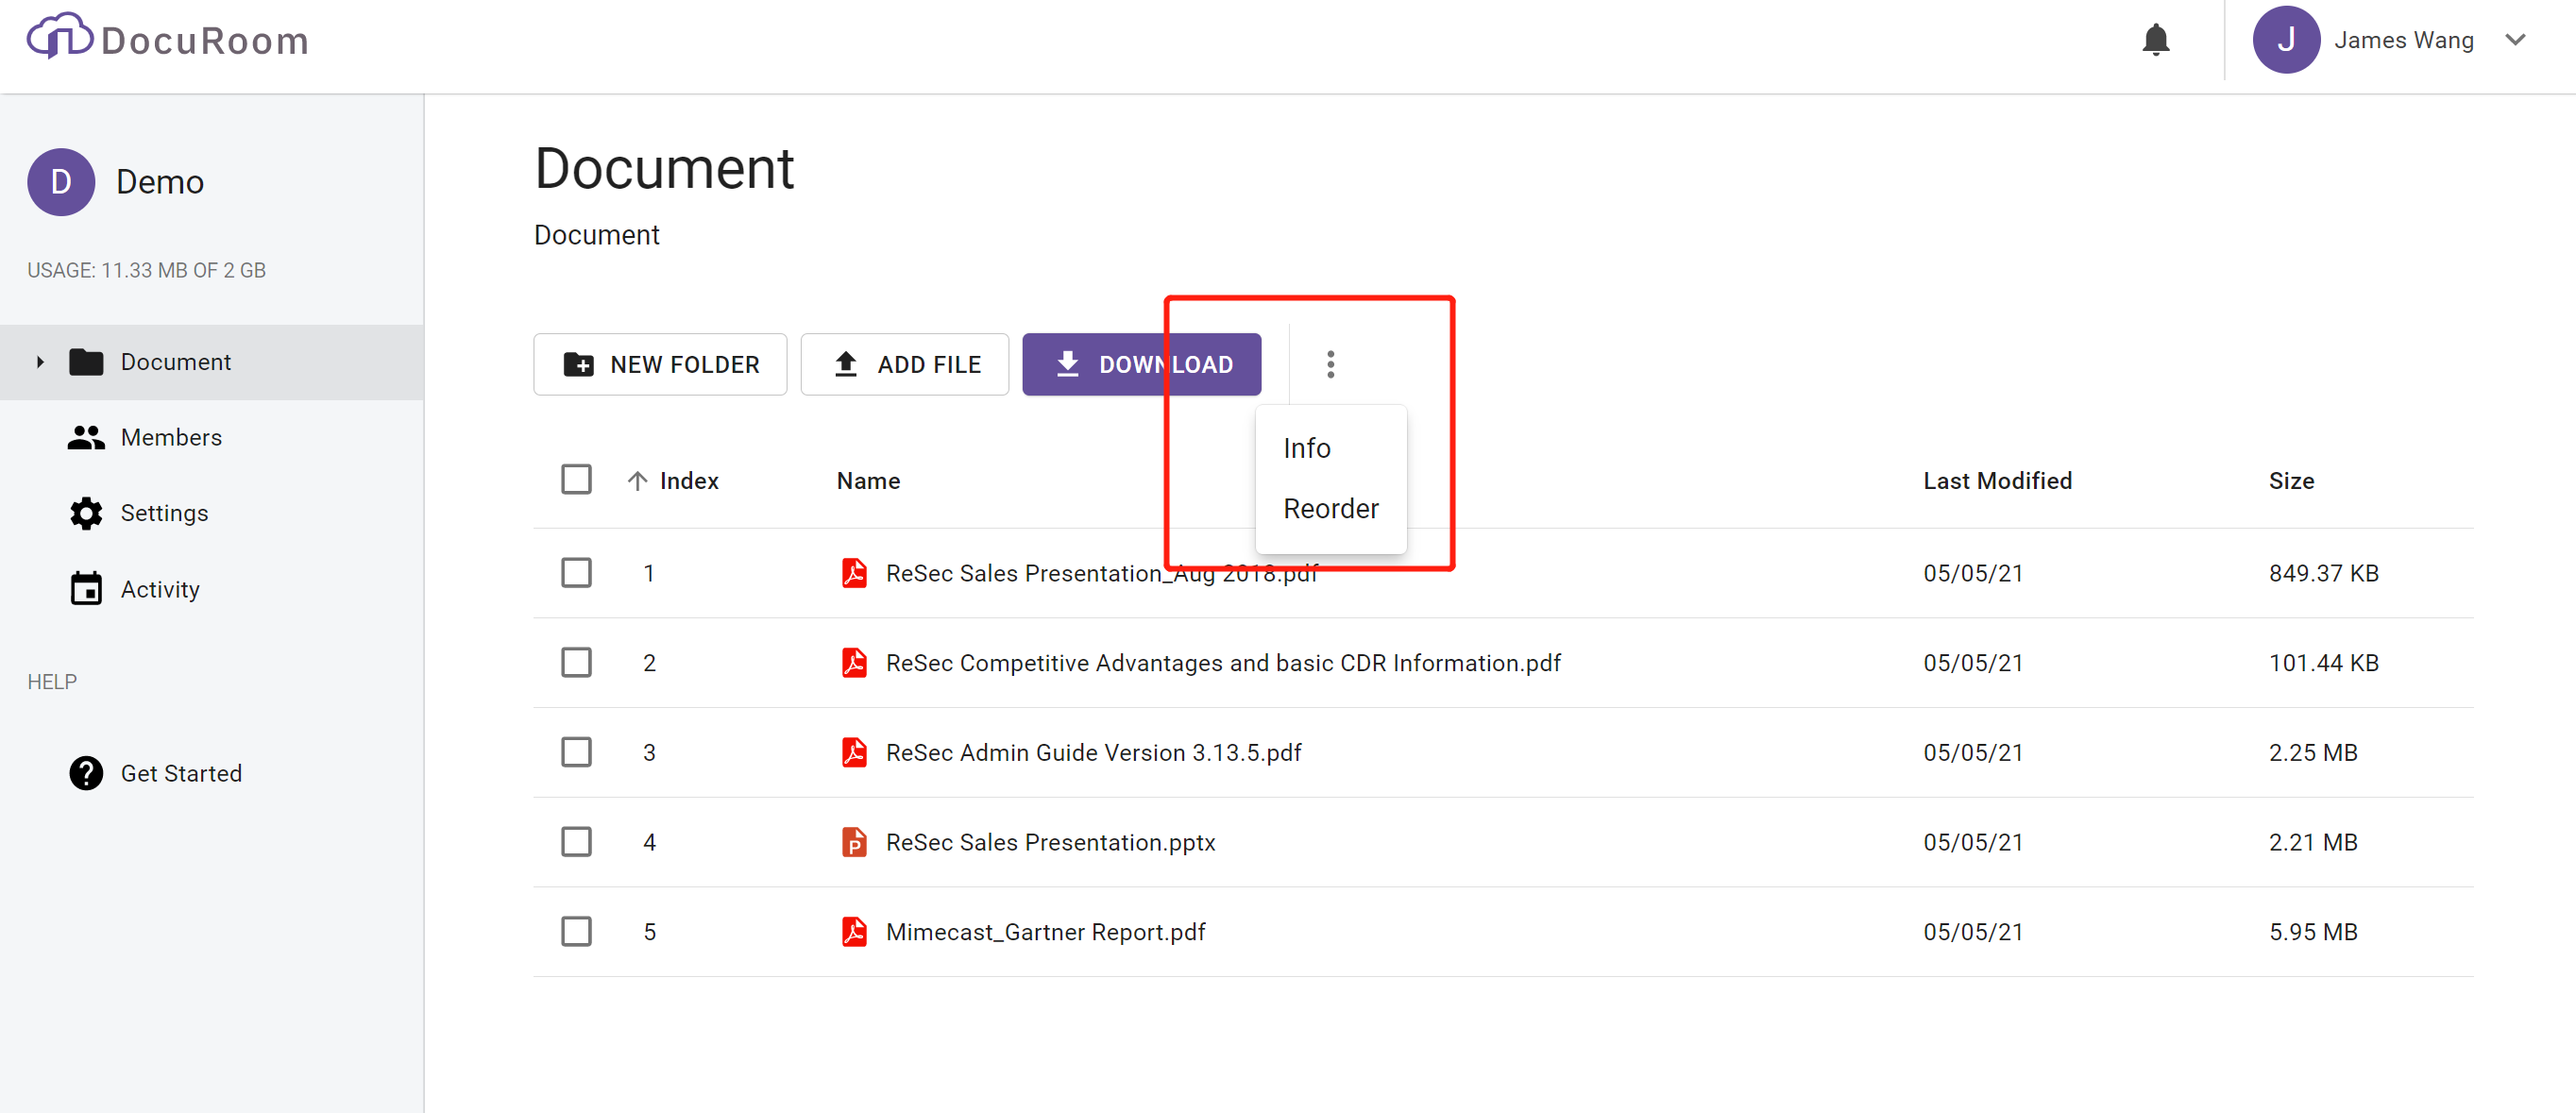 DocuRoom
J James Wang
D Demo
USAGE: 11.33 MB OF 2 GB
Document
Members
Settings
Activity
HELP
Get Started
Document
Document
NEW FOLDER ADD FILE DOWNLOAD
Info
Reorder
Index Name Last Modified Size
1 ReSec Sales Presentation_Aug 2018.pdf 05/05/21 849.37 KB
2 ReSec Competitive Advantages and basic CDR Information.pdf 05/05/21 101.44 KB
3 ReSec Admin Guide Version 3.13.5.pdf 05/05/21 2.25 MB
4 P ReSec Sales Presentation.pptx 05/05/21 2.21 MB
5 Mimecast_Gartner Report.pdf 05/05/21 5.95 MB